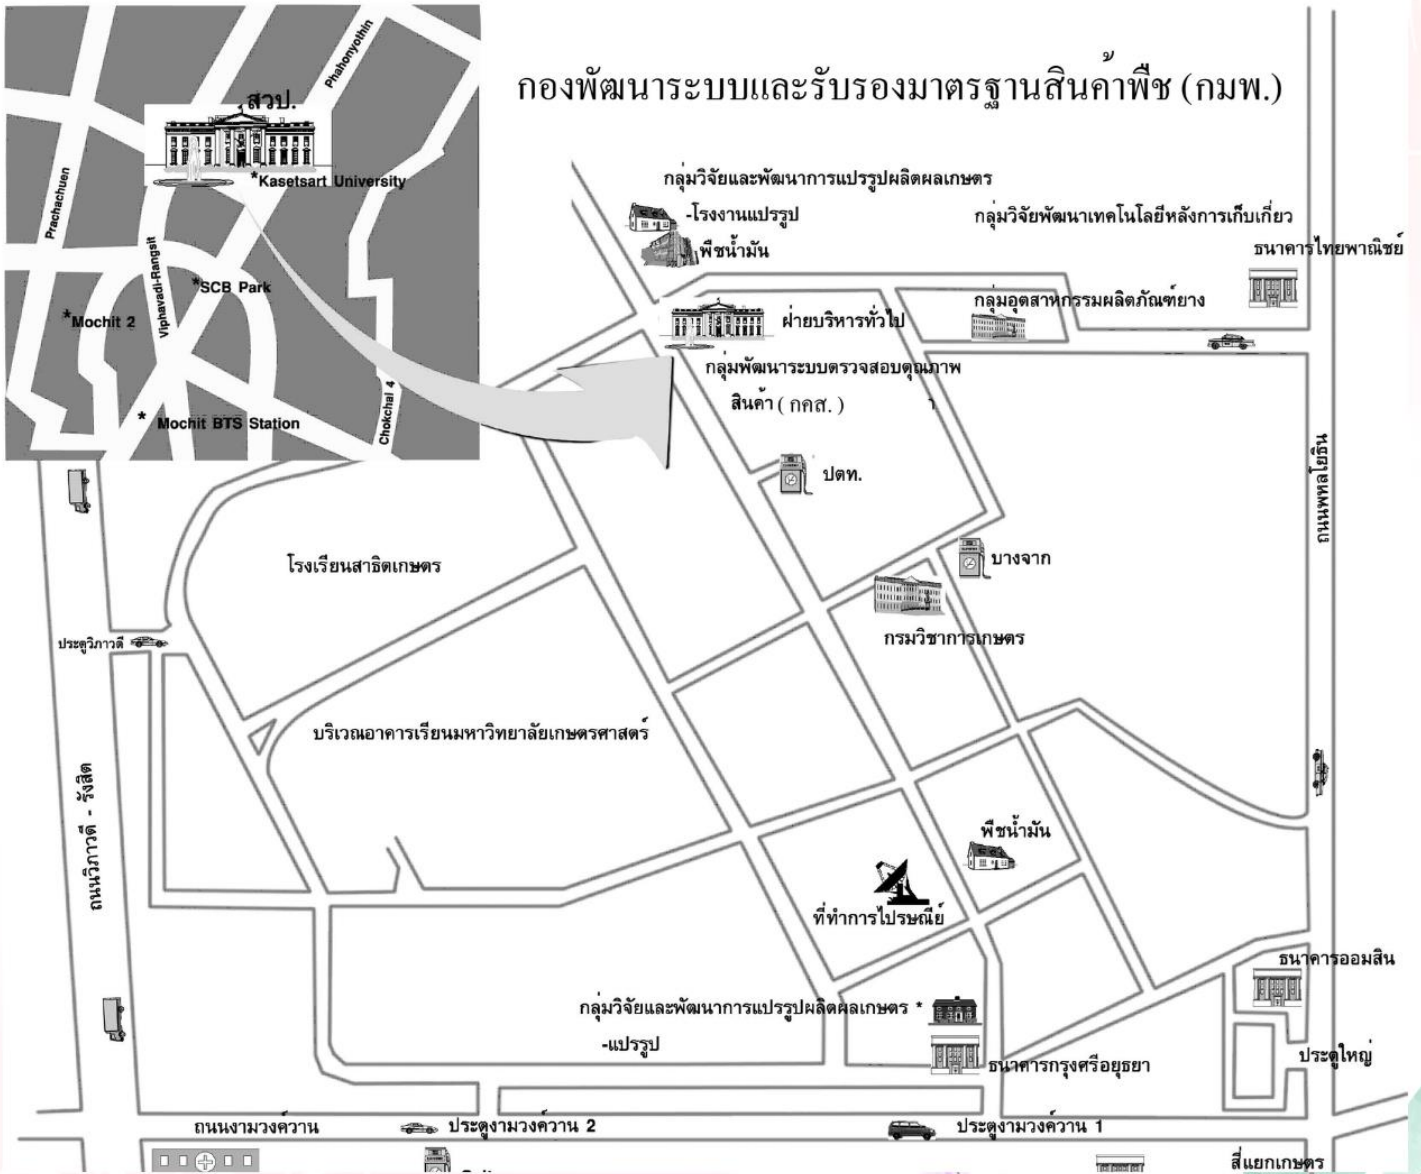 กองพัฒนาระบบและรับรองมาตรฐานสินค้าพืช (กมพ.)
Phahonyothin
สวป.
*Kasetsart University
Prachachuen
Viphavadi-Rangsit
*SCB Park
*Mochit 2
Chokchai 4
* Mochit BTS Station
กลุ่มวิจัยและพัฒนาการแปรรูปผลิตผลเกษตร
-โรงงานแปรรูป
พืชน้ำมัน
กลุ่มวิจัยพัฒนาเทคโนโลยีหลังการเก็บเกี่ยว
ธนาคารไทยพาณิชย์
กลุ่มอุตสาหกรรมผลิตภัณฑ์ยาง
ฝ่ายบริหารทั่วไป
กลุ่มพัฒนาระบบตรวจสอบคุณภาพ
สินค้า ( กคส. )
ปตท.
ถนนพหลโยธิน
บางจาก
โรงเรียนสาธิตเกษตร
กรมวิชาการเกษตร
ประตูวิภาวดี
บริเวณอาคารเรียนมหาวิทยาลัยเกษตรศาสตร์
ถนนวิภาวดี - รังสิต
พืชน้ำมัน
ที่ทำการไปรษณีย์
ธนาคารออมสิน
กลุ่มวิจัยและพัฒนาการแปรรูปผลิตผลเกษตร *
-แปรรูป
ธนาคารกรุงศรีอยุธยา
ประตูใหญ่
ถนนงามวงศ์วาน
ประตูงามวงศ์วาน 2
ประตูงามวงศ์วาน 1
สี่แยกเกษตร